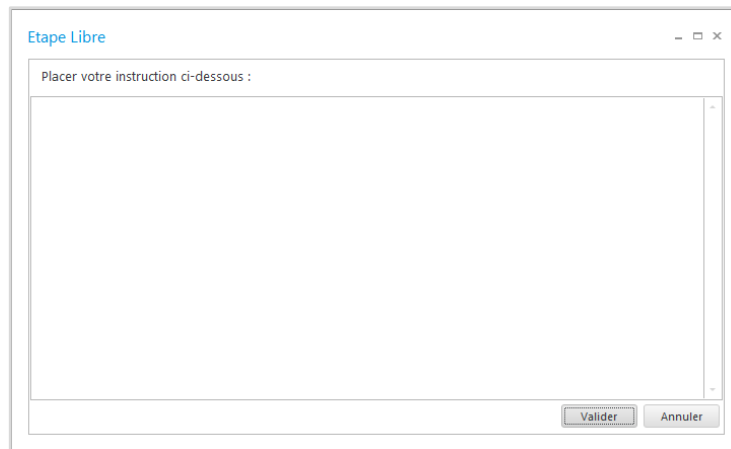 Etape Libre
Placer votre instruction ci-dessous :
Valider
Annuler